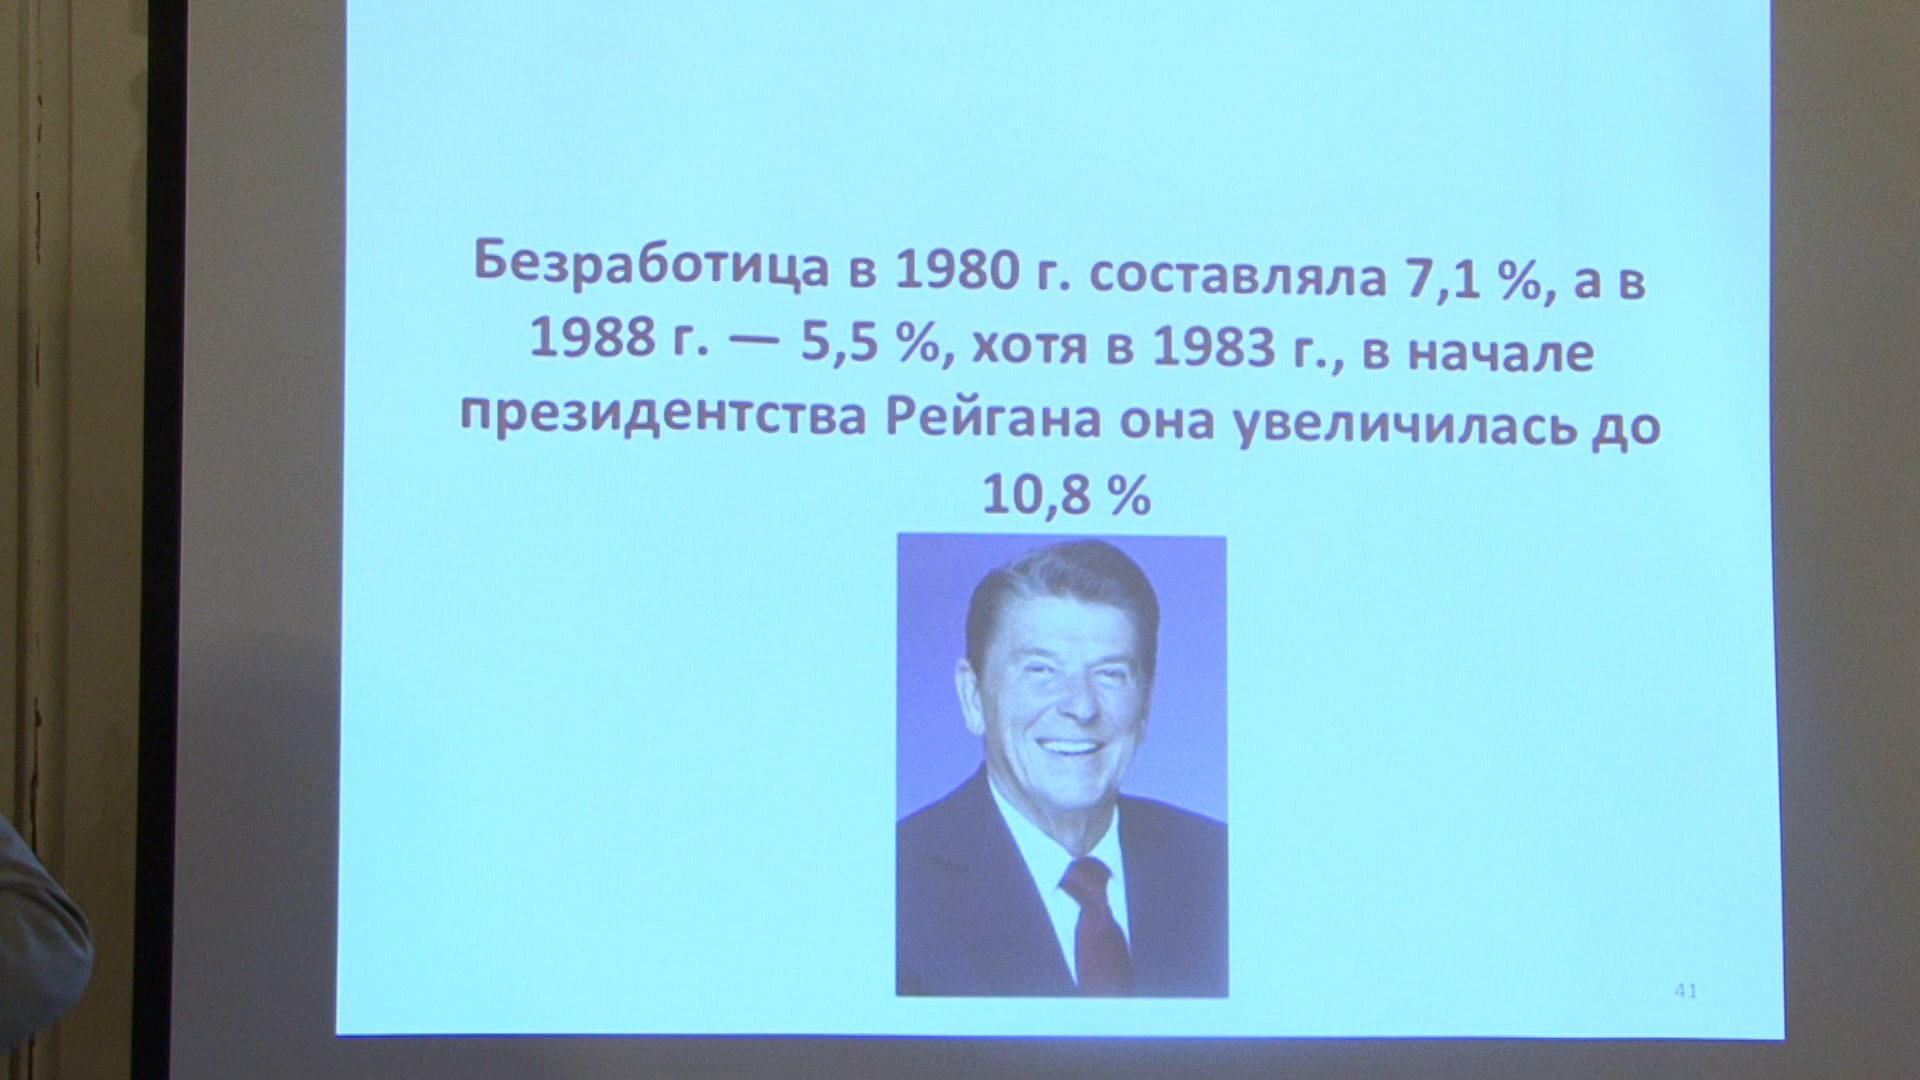 Безработица в 1980 г. составляла 7,1 %, а в
1988 г. — 5,5 %, хотя в 1983 г., в начале
президентства Рейгана она увеличилась до
10,8 %
41